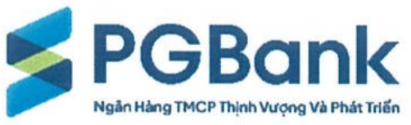 PGBank
Ngân Hàng TMCP Thịnh Vượng Và Phát Triển